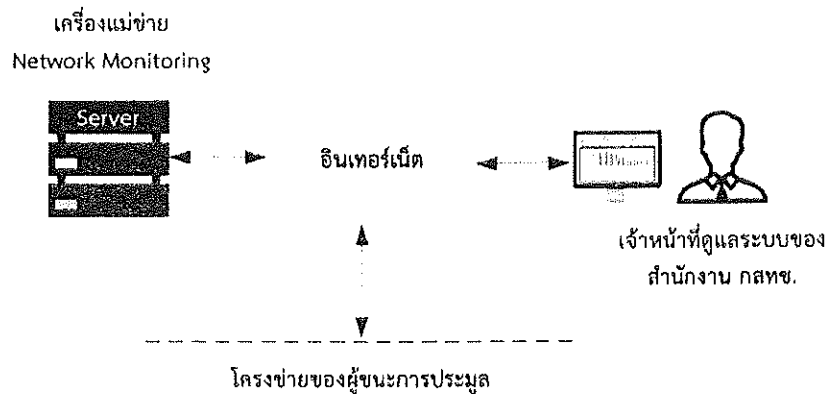 เครื่องแม่ข่าย
Network Monitoring
Server
อินเทอร์เน็ต
เจ้าหน้าที่ดูแลระบบของ
สำนักงาน กสทช.
โครงข่ายของผู้ชนะการประมูล